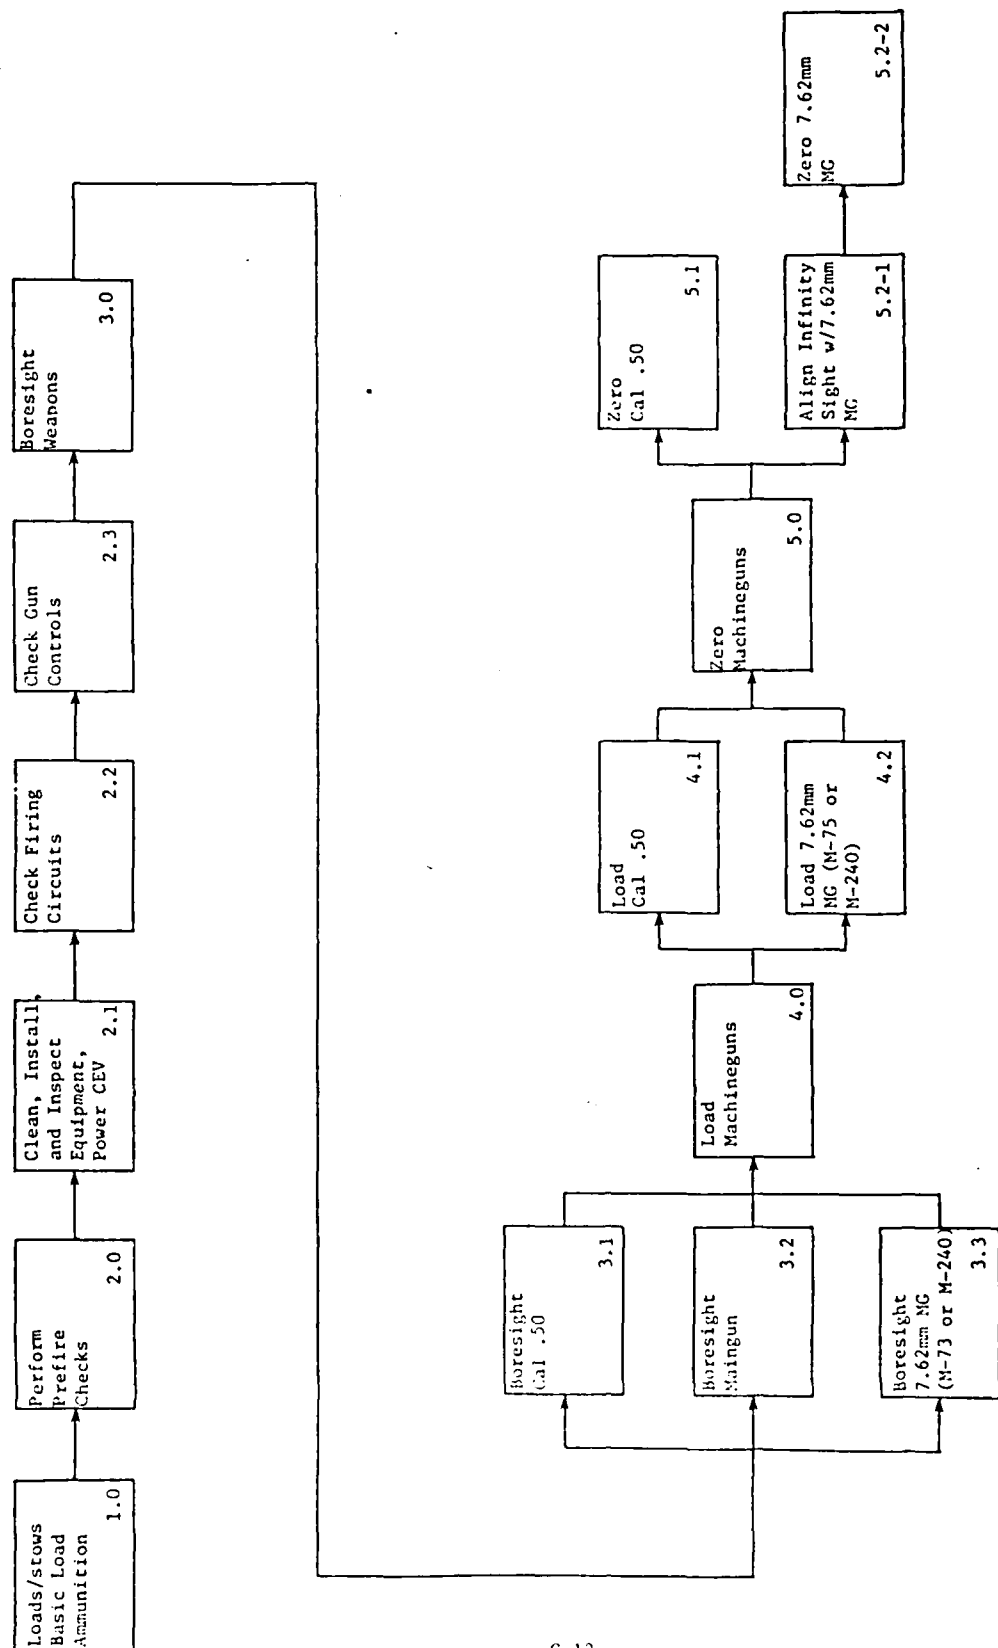 Loads/stows
Basic Load
Ammunition
1.0
Perform
Prefire
Checks
2.0
Clean, Install,
and Inspect
Equipment,
Power CEV
2.1
Check Firing
Circuits
2.2
Check Gun
Controls
2.3
Boresight
Weapons
3.0
Boresight
Cal .50
3.1
Boresight
Maingun
3.2
Boresight
7.62mm MG
(M-73 or M-240)
3.3
Load
Machineguns
4.0
Load
Cal .50
4.1
Load 7.62mm
MG (M-75 or
M-240)
4.2
Zero
Machineguns
5.0
Zero
Cal .50
5.1
Align Infinity
Sight w/7.62mm
MG
5.2-1
Zero 7.62mm
MG
5.2-2